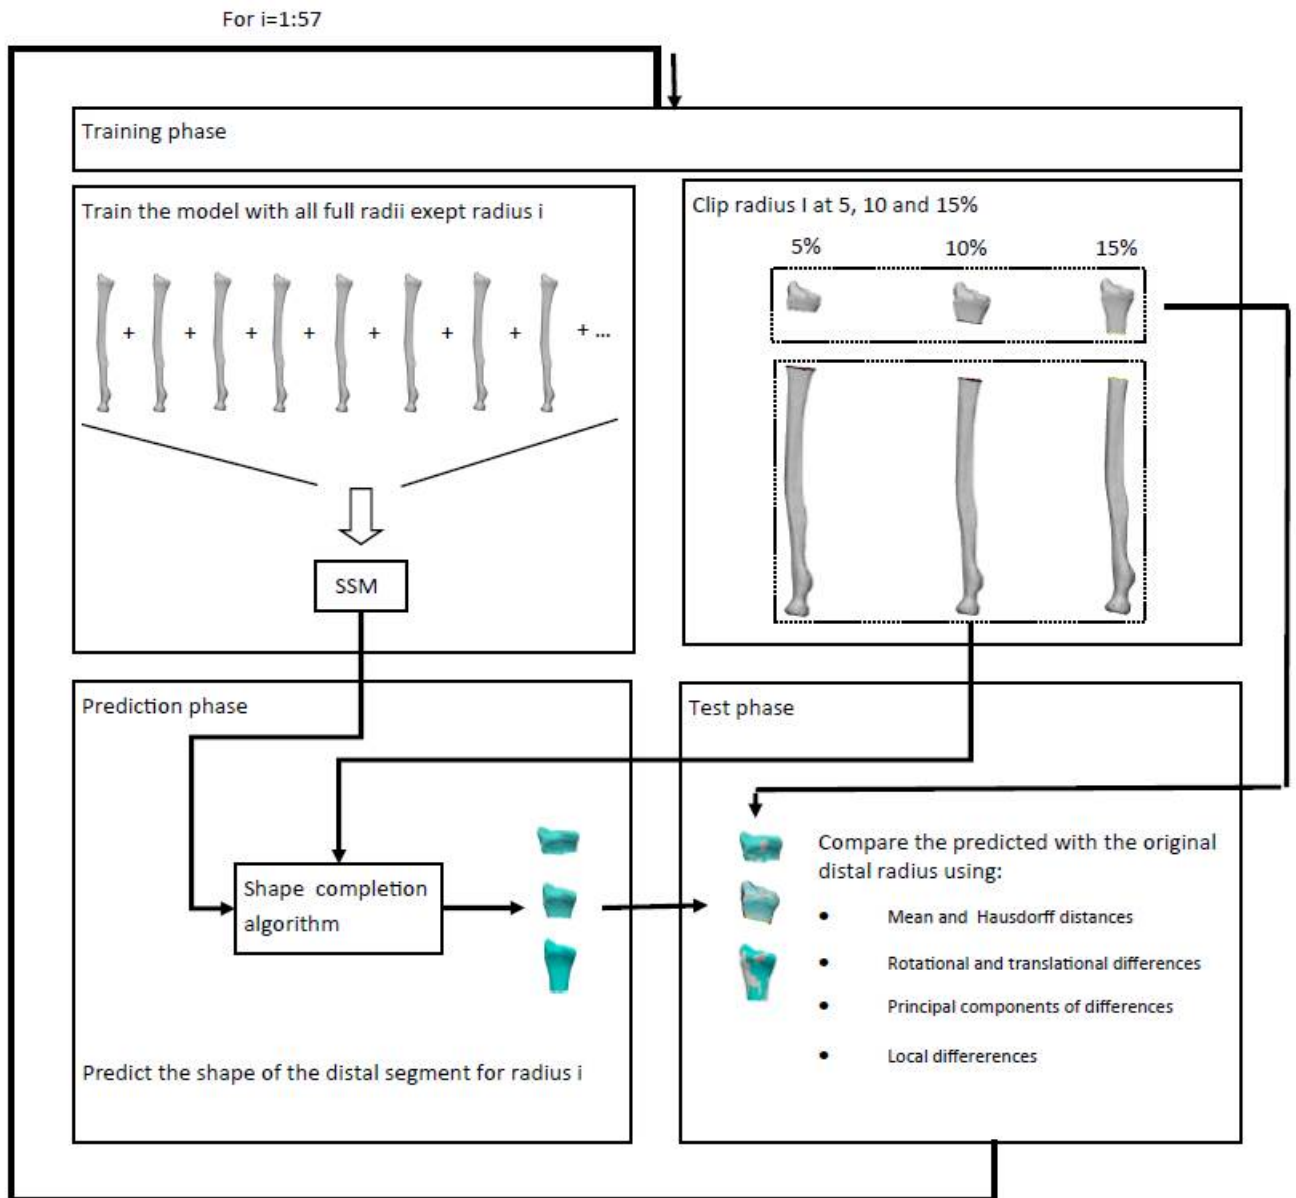 For i=1:57
Training phase
Train the model with all full radii exept radius i
+ + + + + + + + ...
SSM
Clip radius I at 5, 10 and 15%
5% 10% 15%
Prediction phase
Shape completion
algorithm
Predict the shape of the distal segment for radius i
Test phase
Compare the predicted with the original
distal radius using:
• Mean and Hausdorff distances
• Rotational and translational differences
• Principal components of differences
• Local differerences